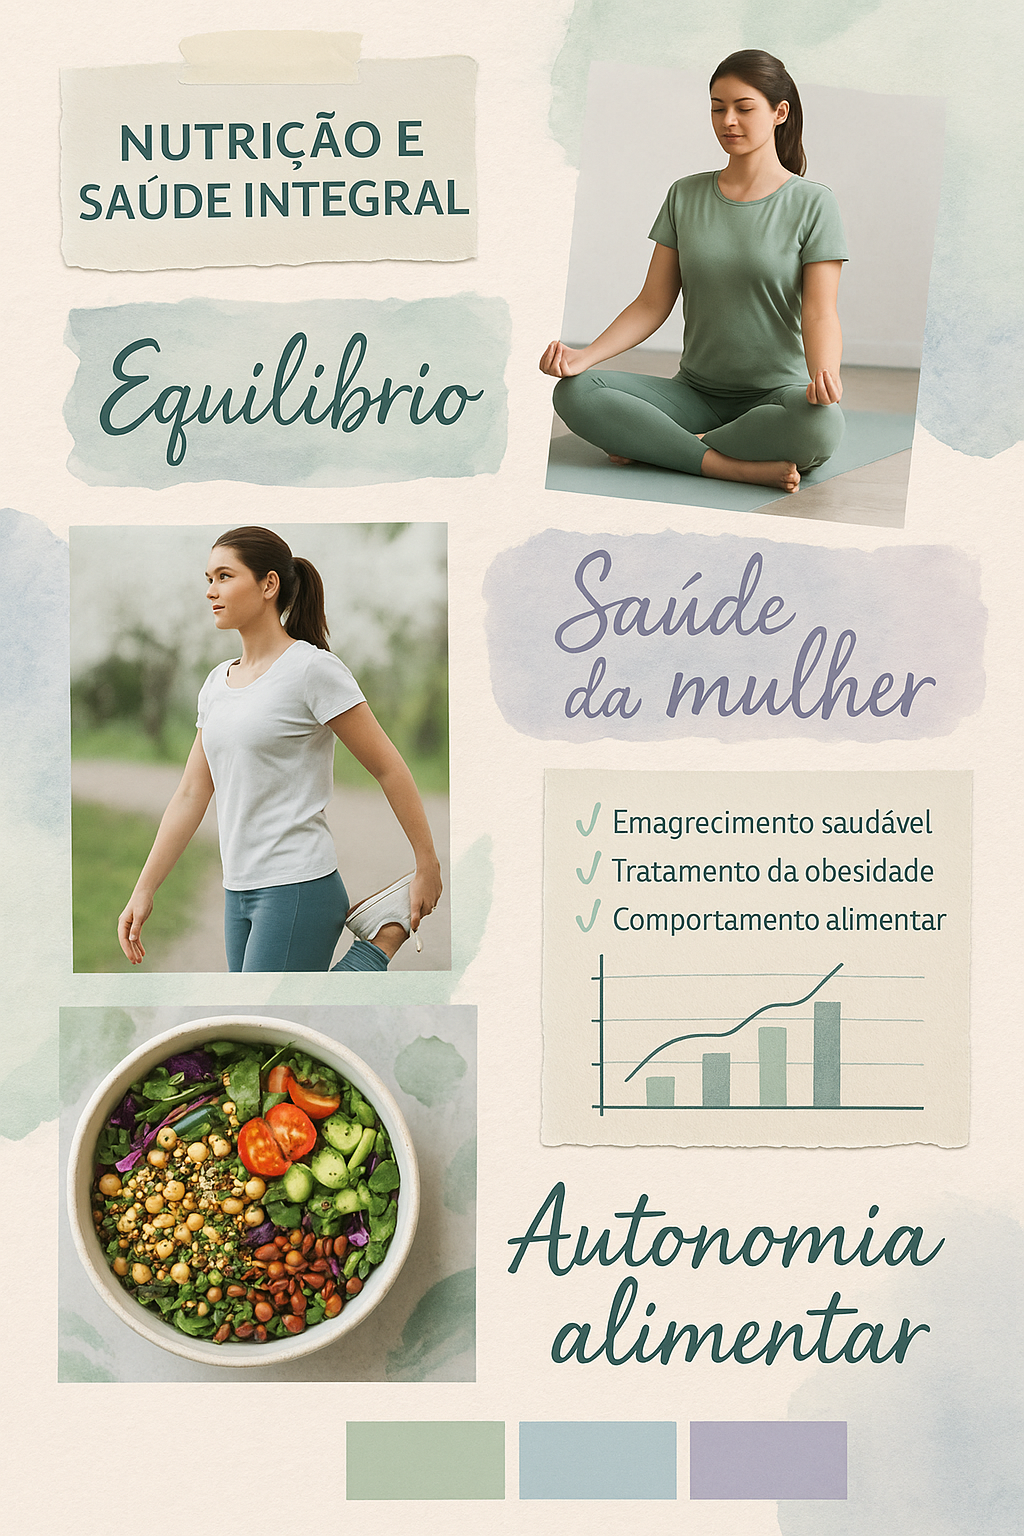 NUTRIÇÃO E
SAÚDE INTEGRAL
Equilibrio
Saúde
da mulher
Emagrecimento saudável
Tratamento da obesidade
Comportamento alimentar
Autonomia
alimentar